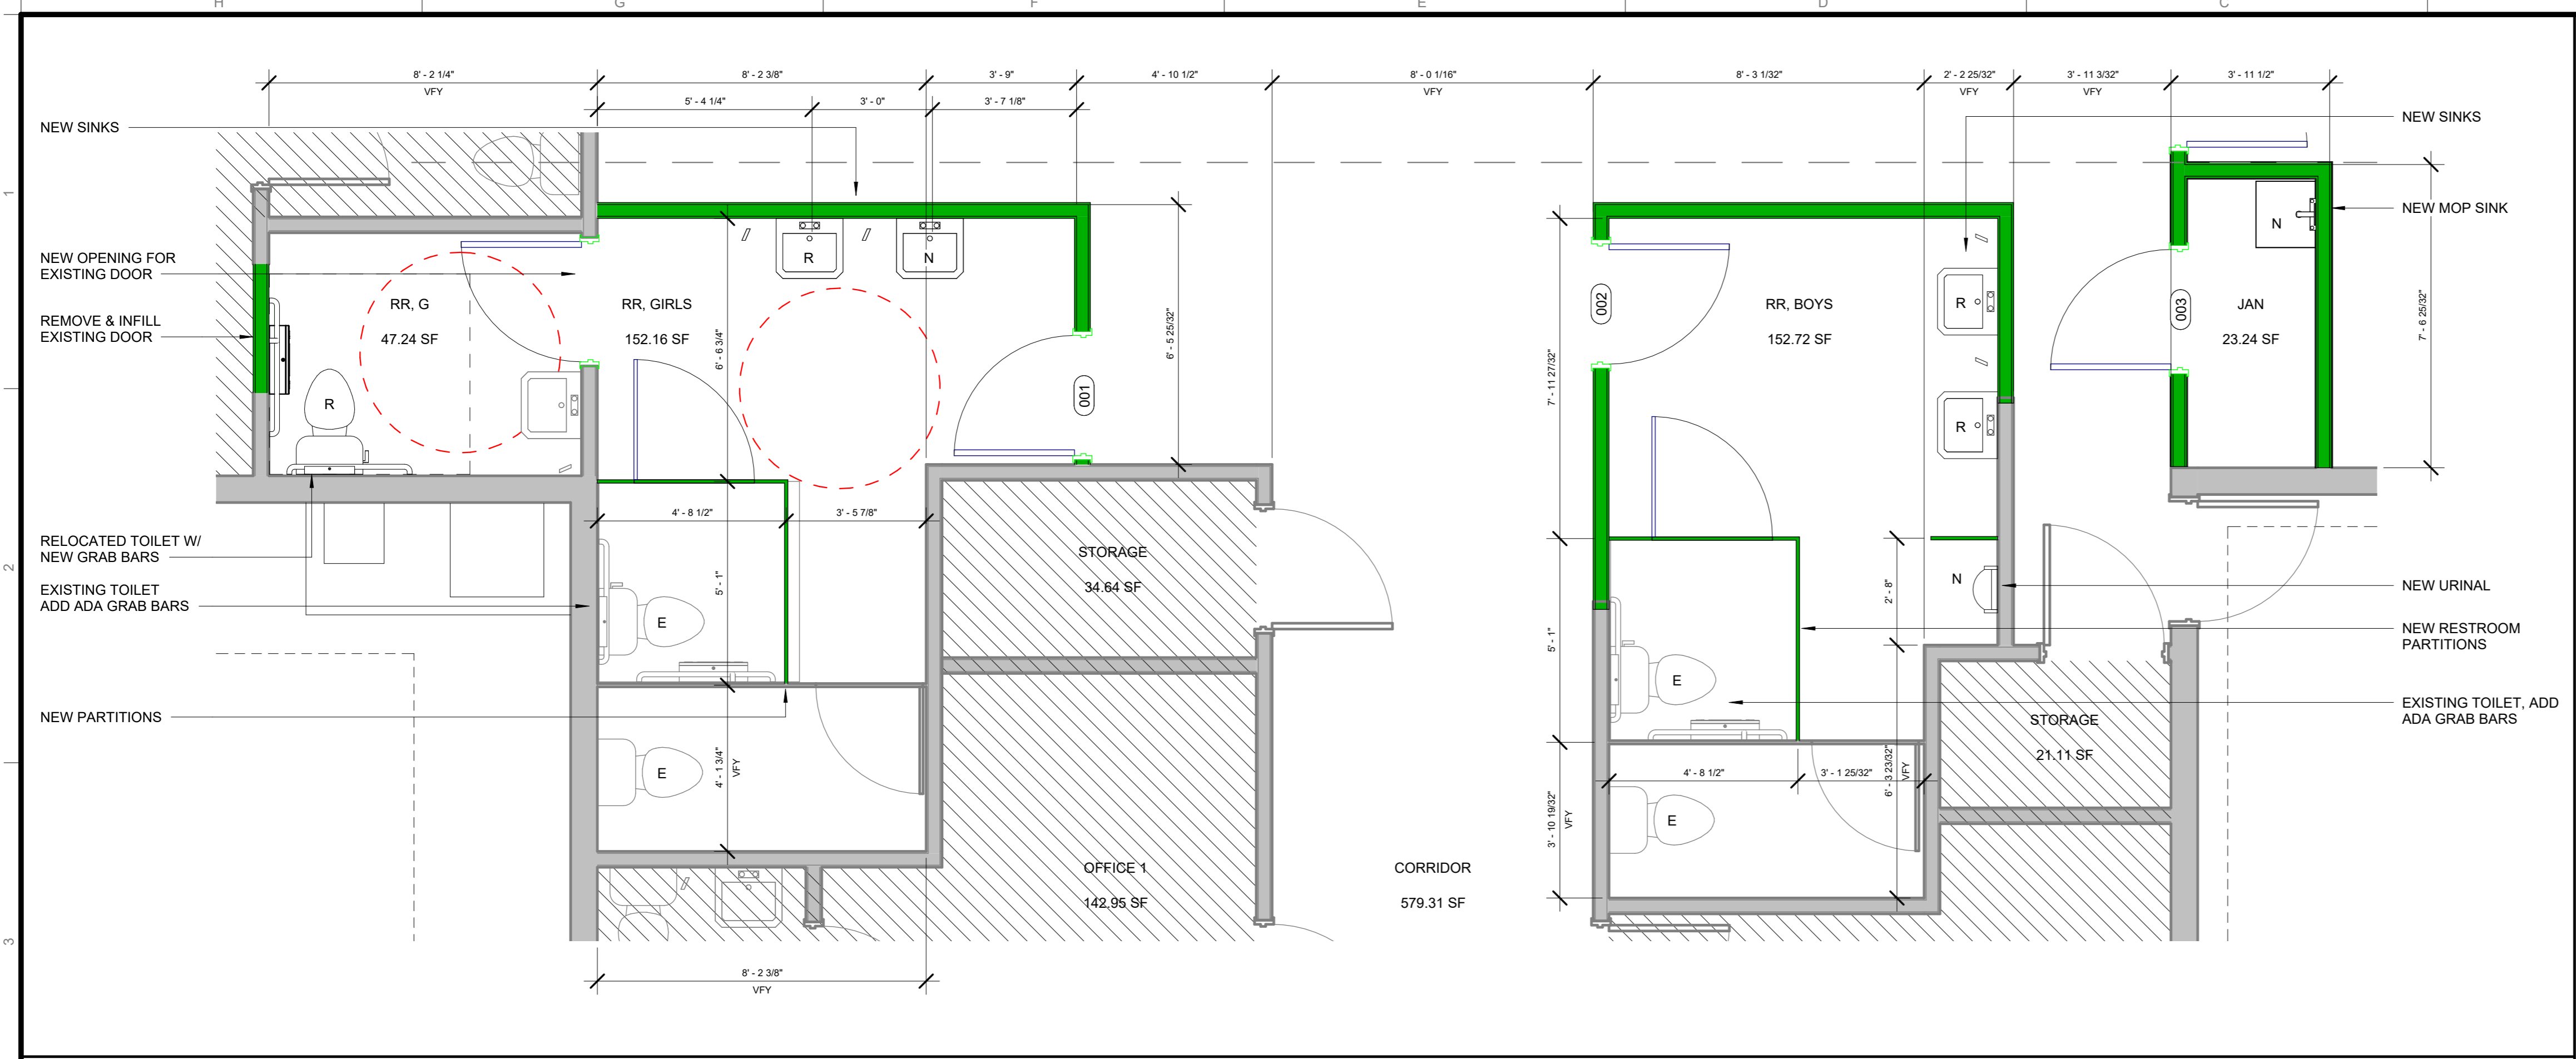 H
G
F
E
D
C
8' - 2 1/4"
VFY
8' - 2 3/8"
3' - 9"
4' - 10 1/2"
8' - 0 1/16"
VFY
8' - 3 1/32"
2' - 2 25/32"
VFY
3' - 11 3/32"
VFY
3' - 11 1/2"
5' - 4 1/4"
3' - 0"
3' - 7 1/8"
1
2
3
NEW SINKS
NEW OPENING FOR
EXISTING DOOR
REMOVE & INFILL
EXISTING DOOR
RELOCATED TOILET W/
NEW GRAB BARS
EXISTING TOILET
ADD ADA GRAB BARS
NEW PARTITIONS
RR, G
47.24 SF
R
RR, GIRLS
152.16 SF
R
N
6' - 6 3/4"
6' - 5 25/32"
001
4' - 8 1/2"
3' - 5 7/8"
5' - 1"
E
4' - 1 3/4"
VFY
E
8' - 2 3/8"
VFY
STORAGE
34.64 SF
OFFICE 1
142.95 SF
CORRIDOR
579.31 SF
002
RR, BOYS
152.72 SF
R
R
7' - 11 27/32"
5' - 1"
3' - 10 19/32"
VFY
N
2' - 8"
E
4' - 8 1/2"
3' - 1 25/32"
6' - 3 23/32"
VFY
E
STORAGE
21.11 SF
003
JAN
23.24 SF
N
7' - 6 25/32"
NEW SINKS
NEW MOP SINK
NEW URINAL
NEW RESTROOM
PARTITIONS
EXISTING TOILET, ADD
ADA GRAB BARS